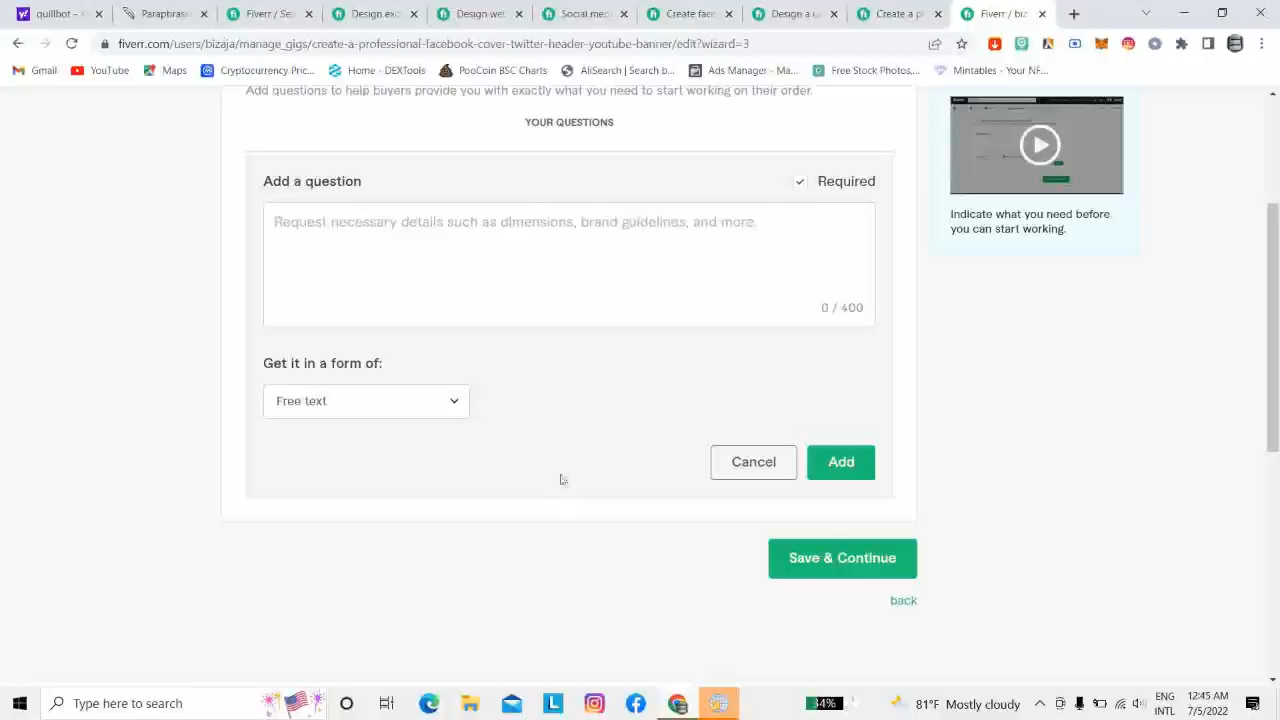 quillbot -
Paraphras
Fiverr / biz
Design exc
Design wet
Social mec
Create face
Design a u
Create a p
Fiverr / biz
fiverr.com/users/bizaja/manage_gigs/create-a-professional-facebook-cover-twitter-header-youtube-banner/edit?wizard=3
Gmail
YouTube
Maps
Cryptocurrency Pric...
Home - DEXTools
PooCoin BSC Charts
AliSearch | Search b...
Ads Manager - Ma...
Free Stock Photos,...
Mintables - Your NF...
Add questions to help buyers provide you with exactly what you need to start working on their order.
YOUR QUESTIONS
Add a question
Required
Request necessary details such as dimensions, brand guidelines, and more.
0 / 400
Get it in a form of:
Free text
Cancel
Add
Save & Continue
back
Indicate what you need before
you can start working.
Type here to search
34%
81°F Mostly cloudy
ENG
INTL
12:45 AM
7/5/2022